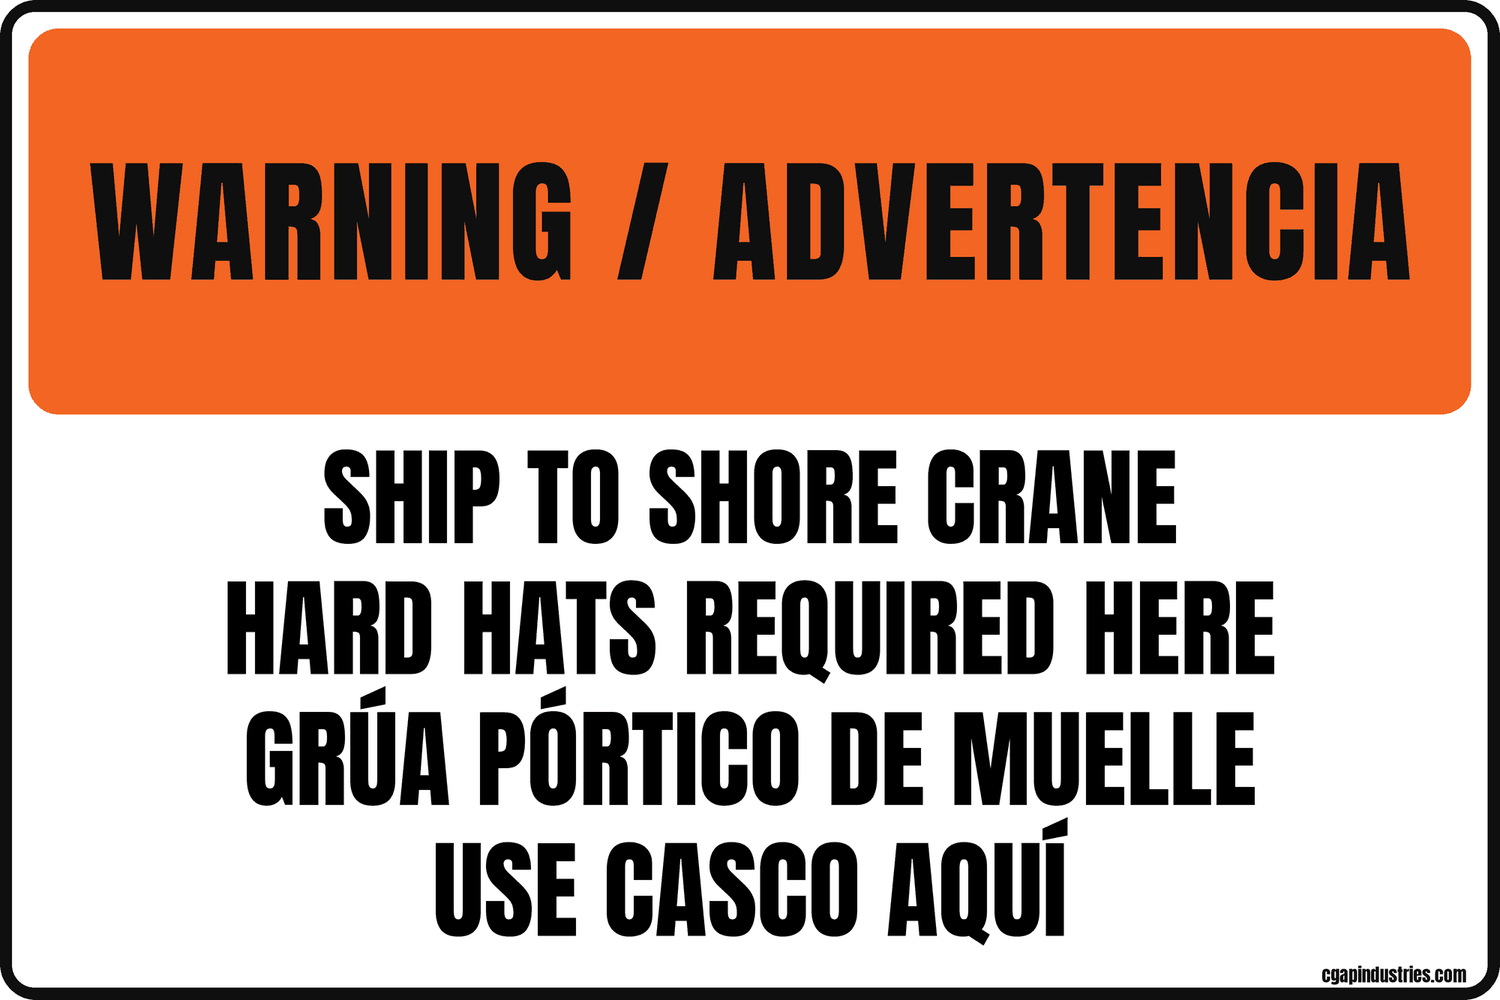 WARNING / ADVERTENCIA
SHIP TO SHORE CRANE
HARD HATS REQUIRED HERE
GRÚA PÓRTICO DE MUELLE
USE CASCO AQUÍ
cgapindustries.com